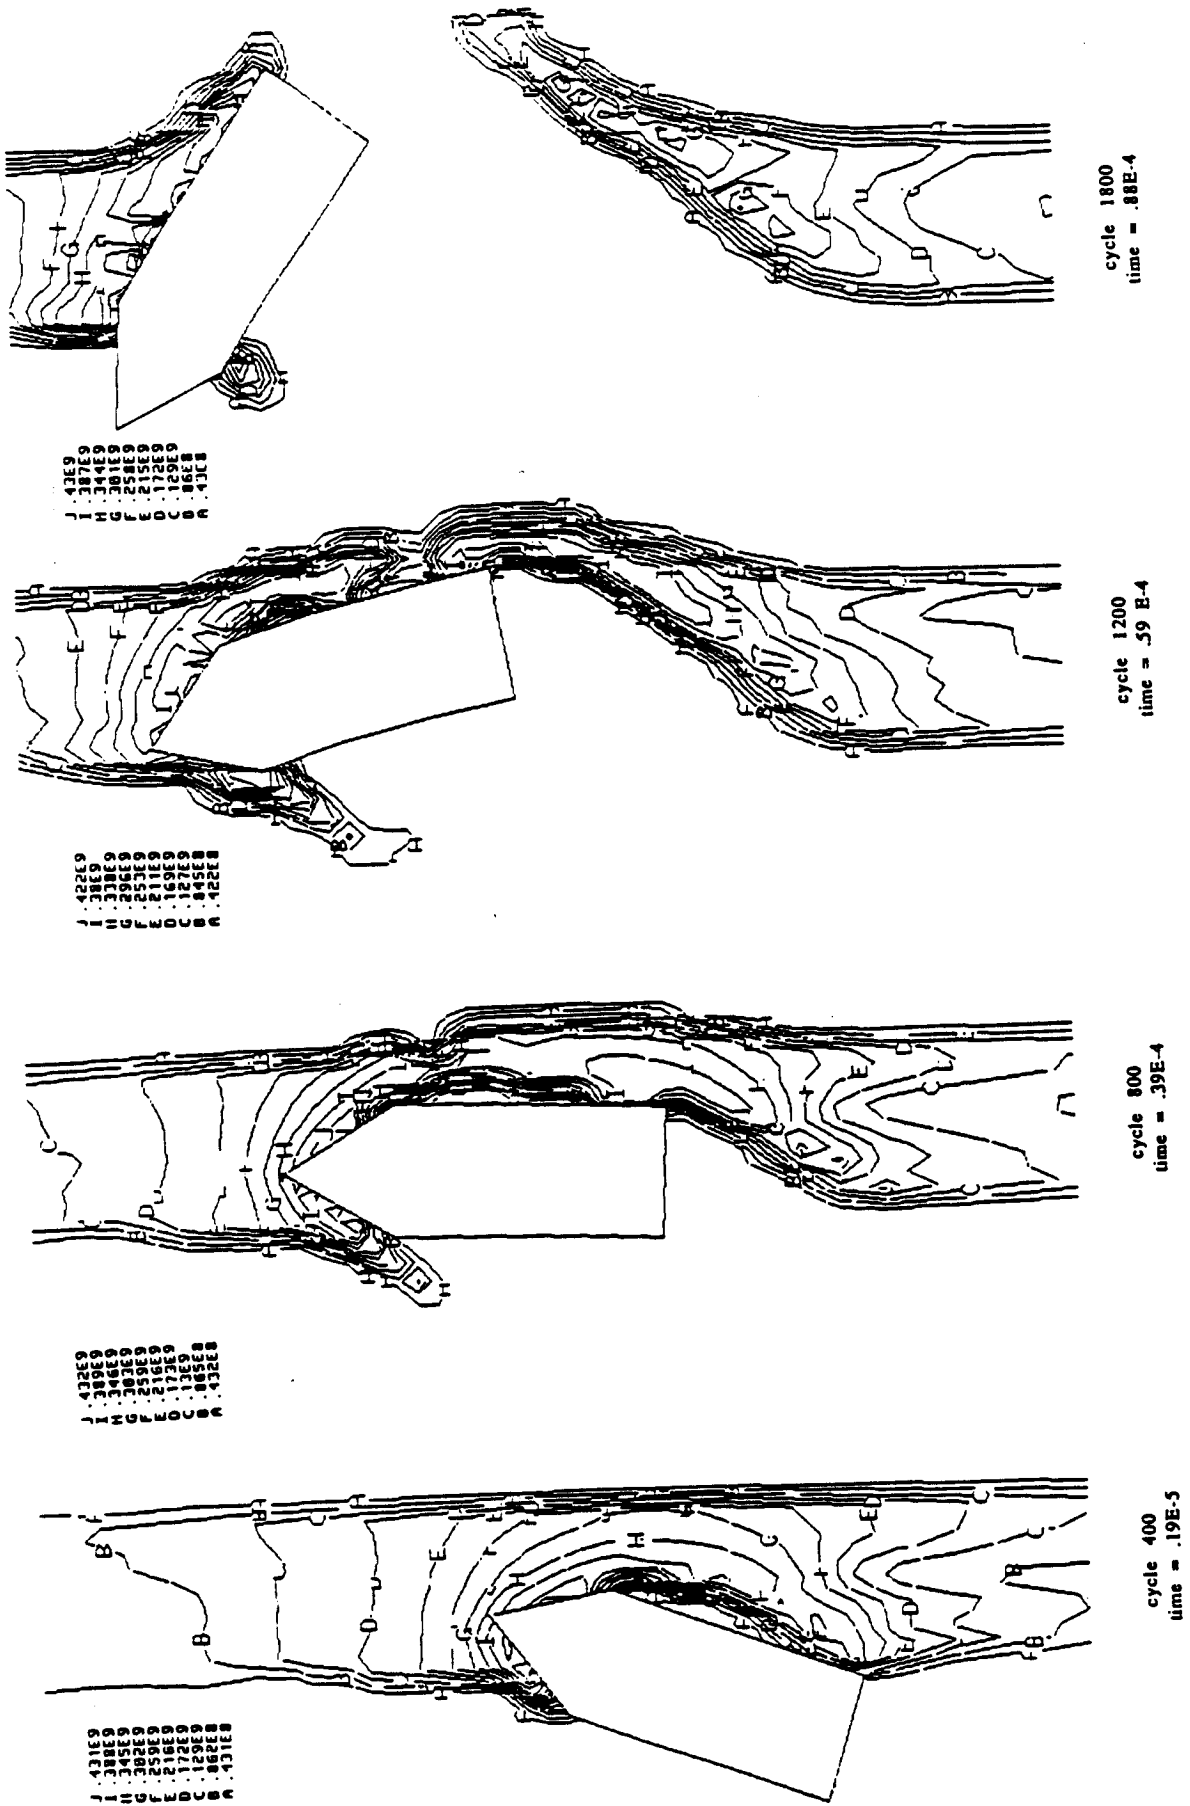 J .431E9
I .388E9
H .345E9
G .302E9
F .259E9
E .216E9
D .172E9
C .129E9
B .862E8
A .431E8
cycle 400
time = .19E-5
J .432E9
I .389E9
H .346E9
G .303E9
F .259E9
E .216E9
D .173E9
C .13E9
B .865E8
A .432E8
cycle 800
time = .39E-4
J .422E9
I .38E9
H .338E9
G .296E9
F .253E9
E .211E9
D .169E9
C .127E9
B .845E8
A .422E8
cycle 1200
time = .59 E-4
J .43E9
I .387E9
H .344E9
G .301E9
F .258E9
E .215E9
D .172E9
C .129E9
B .86E8
A .43E8
cycle 1800
time = .88E-4